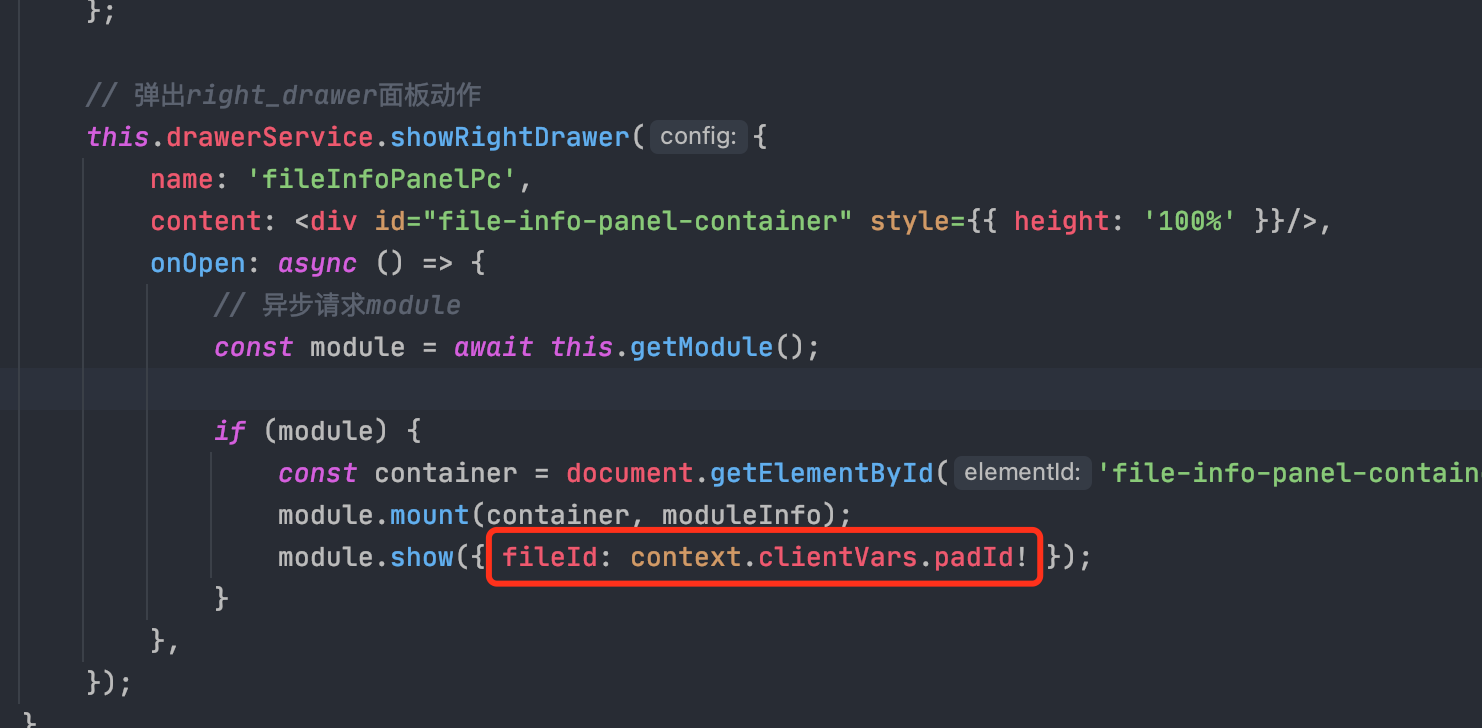 };
// 弹出right_drawer面板动作
this.drawerService.showRightDrawer( config: {
name: 'fileInfoPanelPc',
content: <div id="file-info-panel-container" style={{ height: '100%' }}/>,
onOpen: async () => {
// 异步请求module
const module = await this.getModule();
if (module) {
const container = document.getElementById( elementId: 'file-info-panel-contain
module.mount(container, moduleInfo);
module.show({ fileId: context.clientVars.padId! });
}
},
});
}